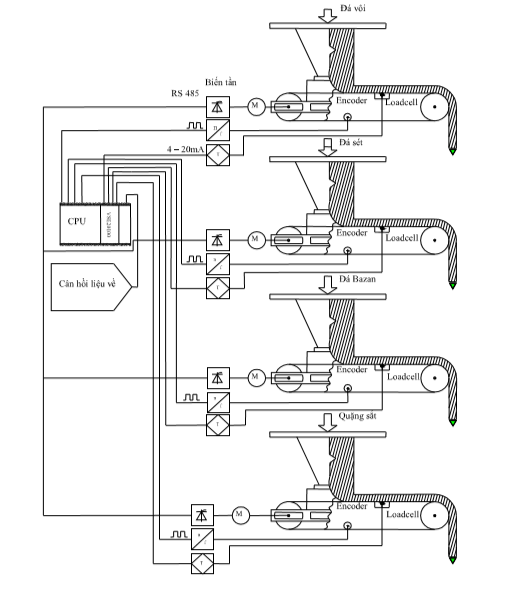 Đá vôi
Biến tần
RS 485
M
Encoder
Loadcell
4 – 20mA
Đá sét
CPU
M
Encoder
Loadcell
Cân hồi liệu về
Đá Bazan
M
Encoder
Loadcell
Quặng sắt
M
Encoder
Loadcell